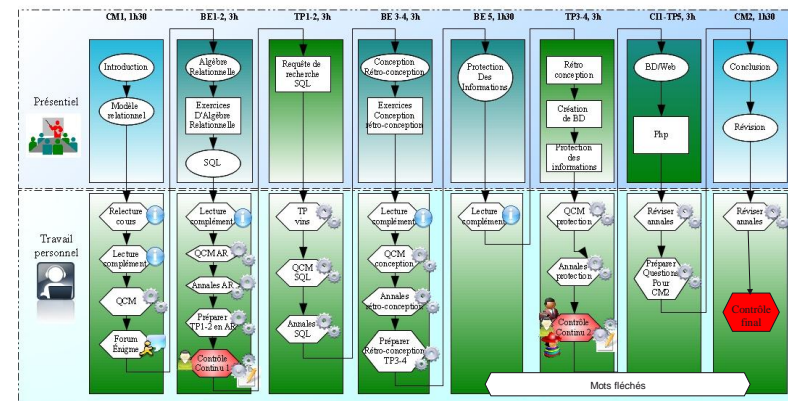 CM1, 1h30
BE1-2, 3h
TP1-2, 3h
BE 3-4, 3h
BE 5, 1h30
TP3-4, 3h
CI1-TP5, 3h
CM2, 1h30
Présentiel
Introduction
Modèle
relationnel
Algèbre
Relationnelle
Exercices
D'Algèbre
Relationnelle
SQL
Requête de
recherche
SQL
Conception
Rétro-conception
Exercices
Conception
rétro-conception
Protection
Des
Informations
Rétro
conception
Création
de BD
Protection
des
informations
BD/Web
Php
Conclusion
Révision
Travail
personnel
Relecture
cours
Lecture
complément
QCM
Forum
Énigme
Lecture
complément
QCM AR
Annales AR
Préparer
TP1-2 en AR
Contrôle
Continu 1
TP
vins
QCM
SQL
Annales
SQL
Lecture
complément
QCM
conception
Annales
rétro-conception
Préparer
Rétro-conception
TP3-4
Lecture
complément
QCM
protection
Annales
protection
Contrôle
Continu 2
Réviser
annales
Préparer
Questions
Pour
CM2
Réviser
annales
Contrôle
final
Mots fléchés